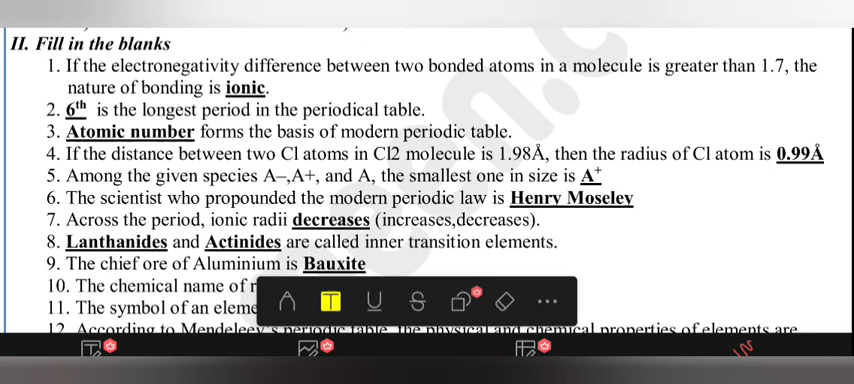 II. Fill in the blanks
1. If the electronegativity difference between two bonded atoms in a molecule is greater than 1.7, the
nature of bonding is ionic.
2. 6th is the longest period in the periodical table.
3. Atomic number forms the basis of modern periodic table.
4. If the distance between two Cl atoms in Cl2 molecule is 1.98Å, then the radius of Cl atom is 0.99Å
5. Among the given species A–,A+, and A, the smallest one in size is A+
6. The scientist who propounded the modern periodic law is Henry Moseley
7. Across the period, ionic radii decreases (increases,decreases).
8. Lanthanides and Actinides are called inner transition elements.
9. The chief ore of Aluminium is Bauxite
10. The chemical name of
11. The symbol of an
12. According to Mendeleev's periodic table, the physical and chemical properties of elements are